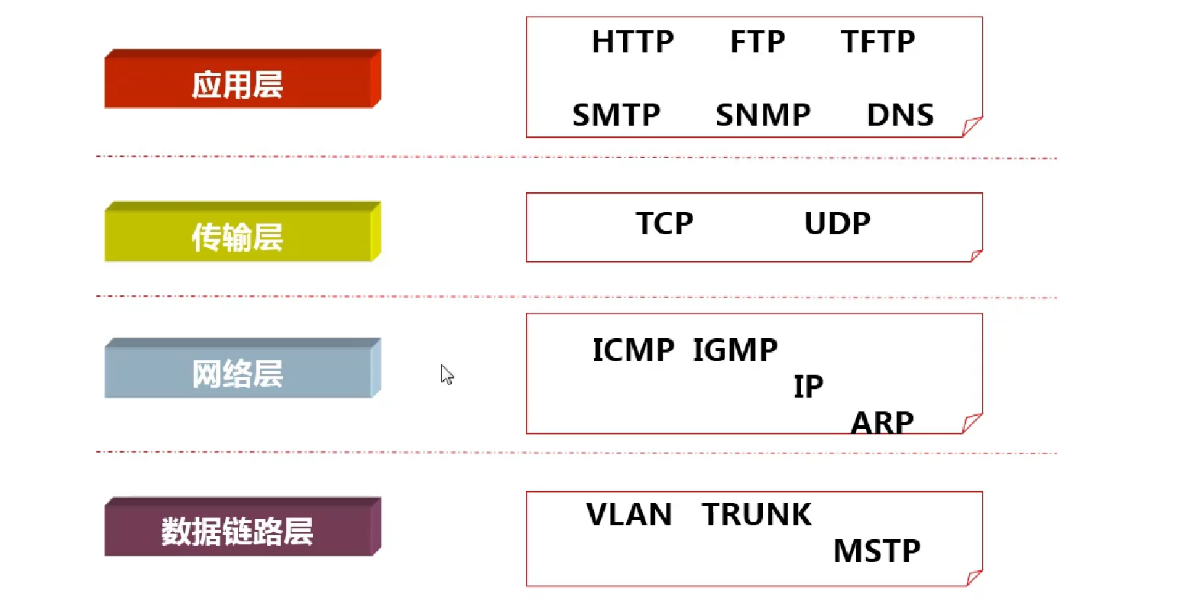 应用层
HTTP FTP TFTP
SMTP SNMP DNS
传输层
TCP UDP
网络层
ICMP IGMP
IP
ARP
数据链路层
VLAN TRUNK
MSTP